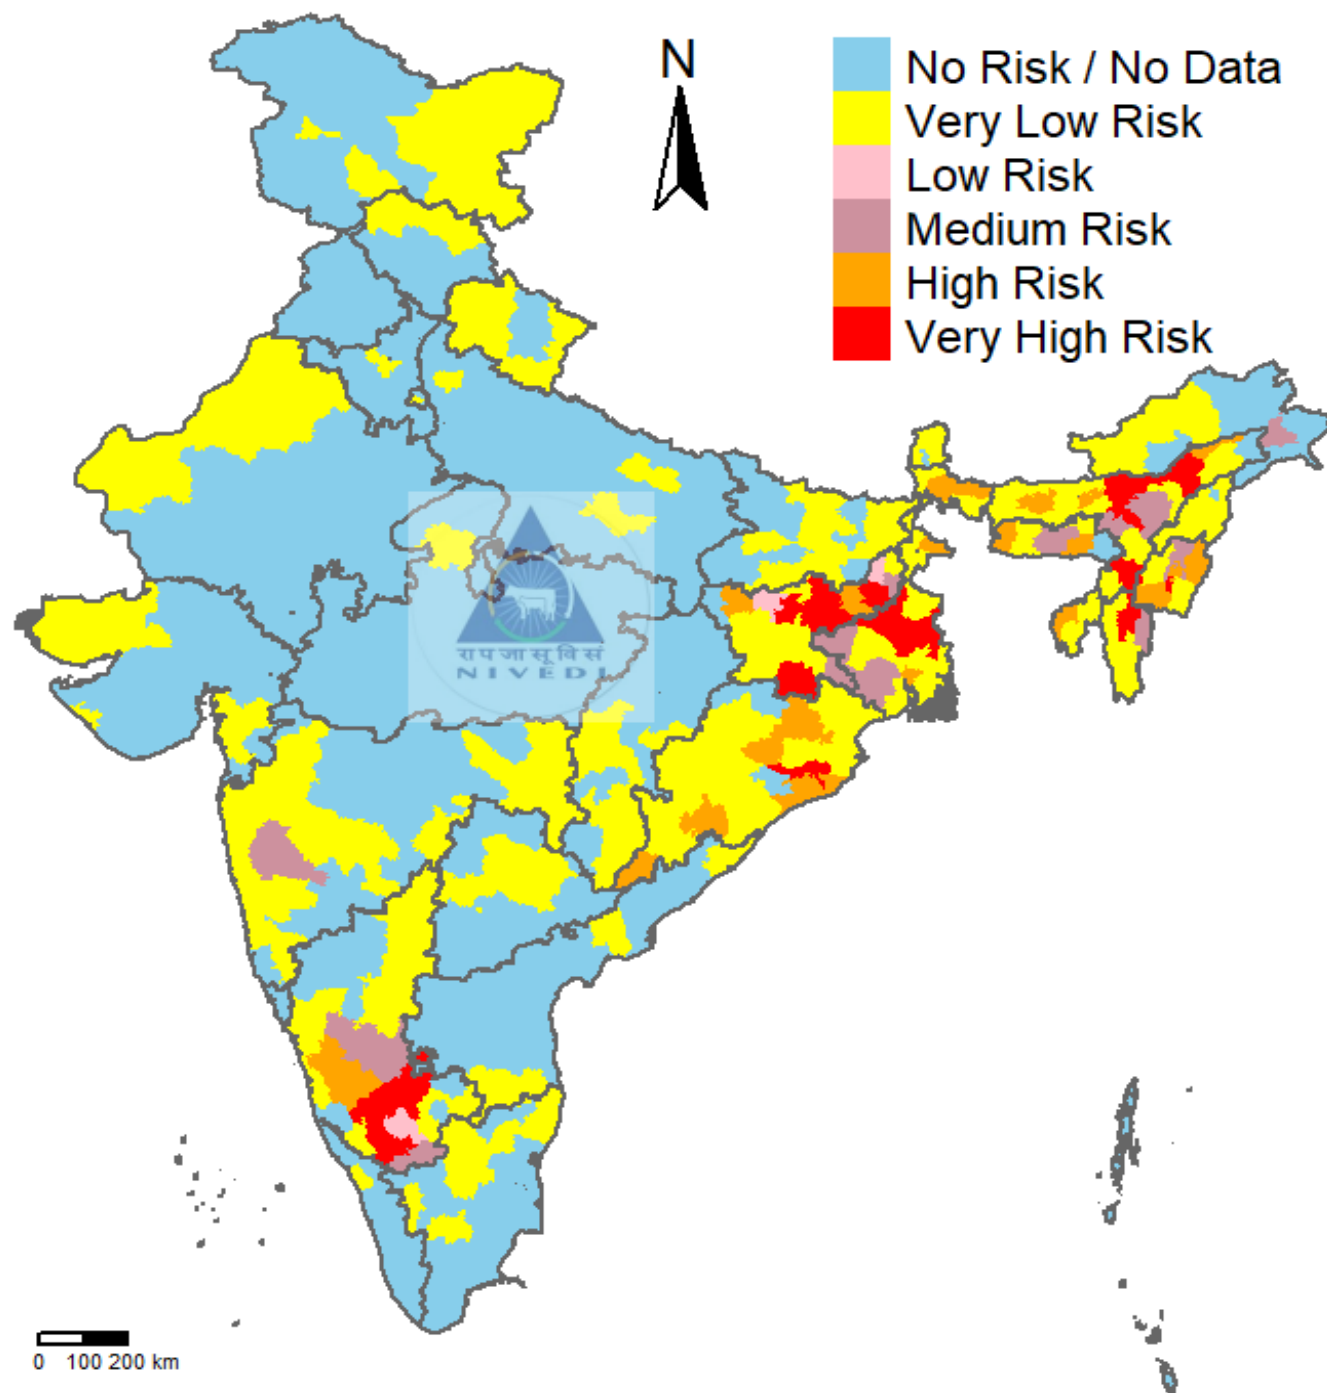 N
No Risk / No Data
Very Low Risk
Low Risk
Medium Risk
High Risk
Very High Risk
रा प जा सू वि सं
NIVEDI
0 100 200 km